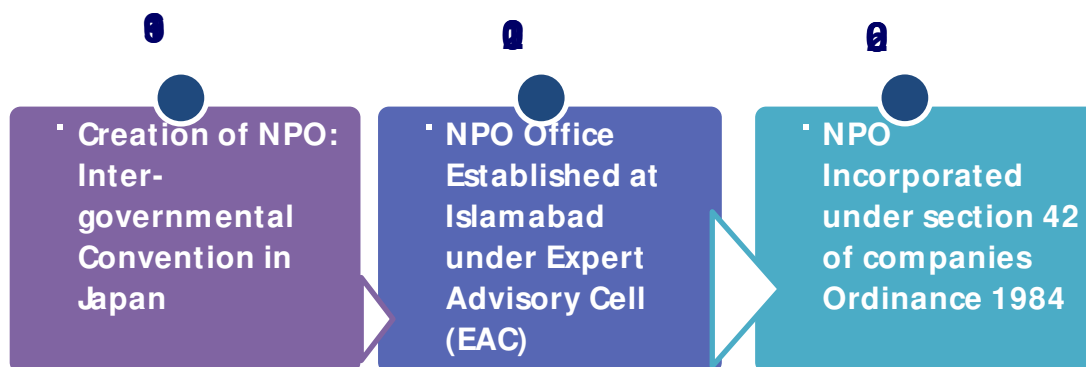 Creation of NPO:
Inter-
governmental
Convention in
Japan
NPO Office
Established at
Islamabad
under Expert
Advisory Cell
(EAC)
NPO
Incorporated
under section 42
of companies
Ordinance 1984